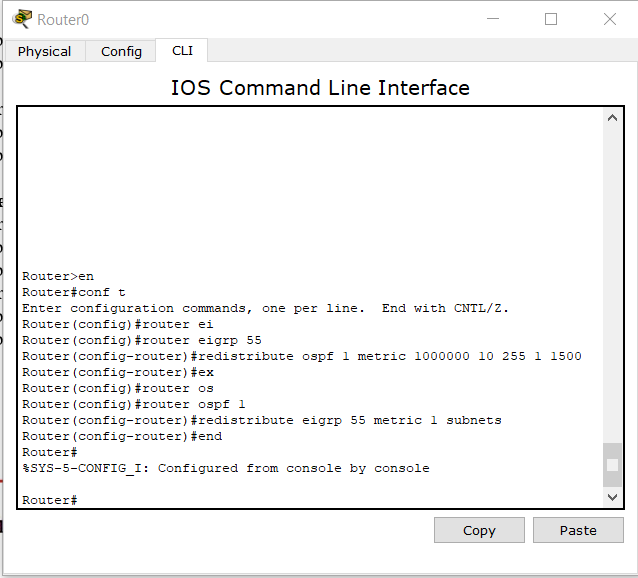 Router0
Physical Config CLI
IOS Command Line Interface
Router>en
Router#conf t
Enter configuration commands, one per line.  End with CNTL/Z.
Router(config)#router ei
Router(config)#router eigrp 55
Router(config-router)#redistribute ospf 1 metric 1000000 10 255 1 1500
Router(config-router)#ex
Router(config)#router os
Router(config)#router ospf 1
Router(config-router)#redistribute eigrp 55 metric 1 subnets
Router(config-router)#end
Router#
%SYS-5-CONFIG_I: Configured from console by console
Router#
Copy Paste